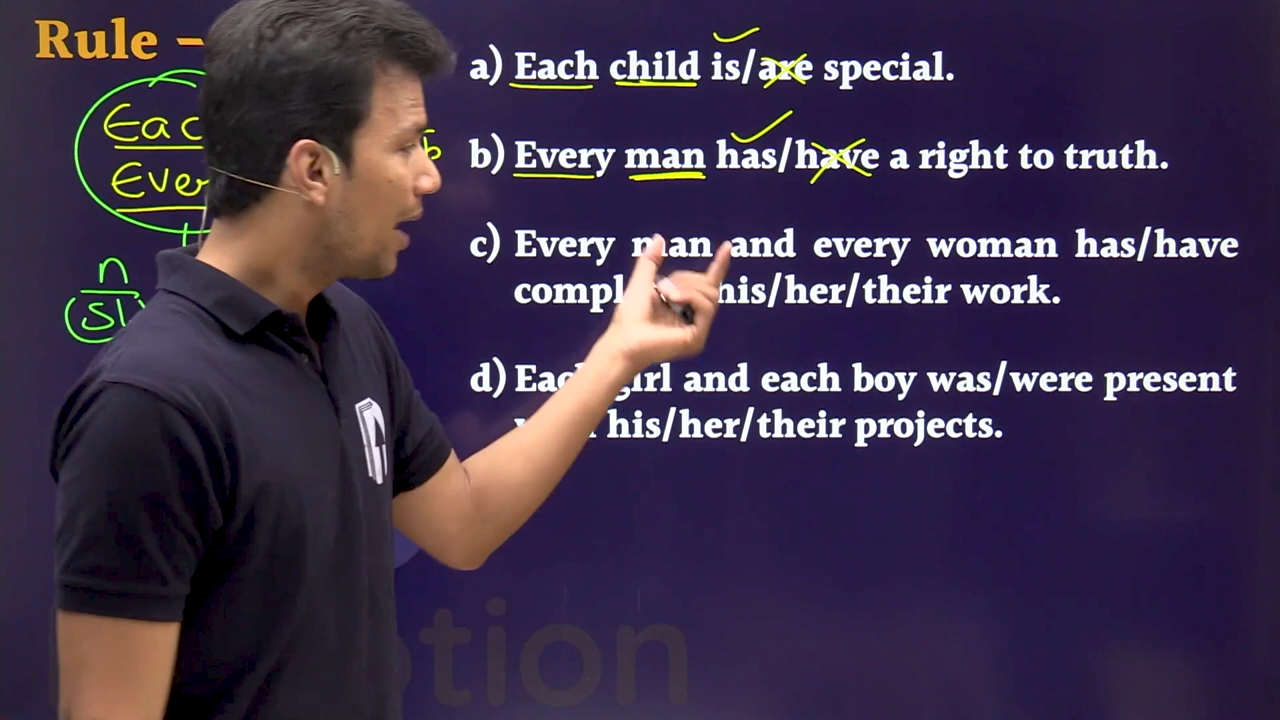 Rule –
a) Each child is/are special.
b) Every man has/have a right to truth.
c) Every man and every woman has/have
his/her/their work.
d) girl and each boy was/were present
his/her/their projects.
n